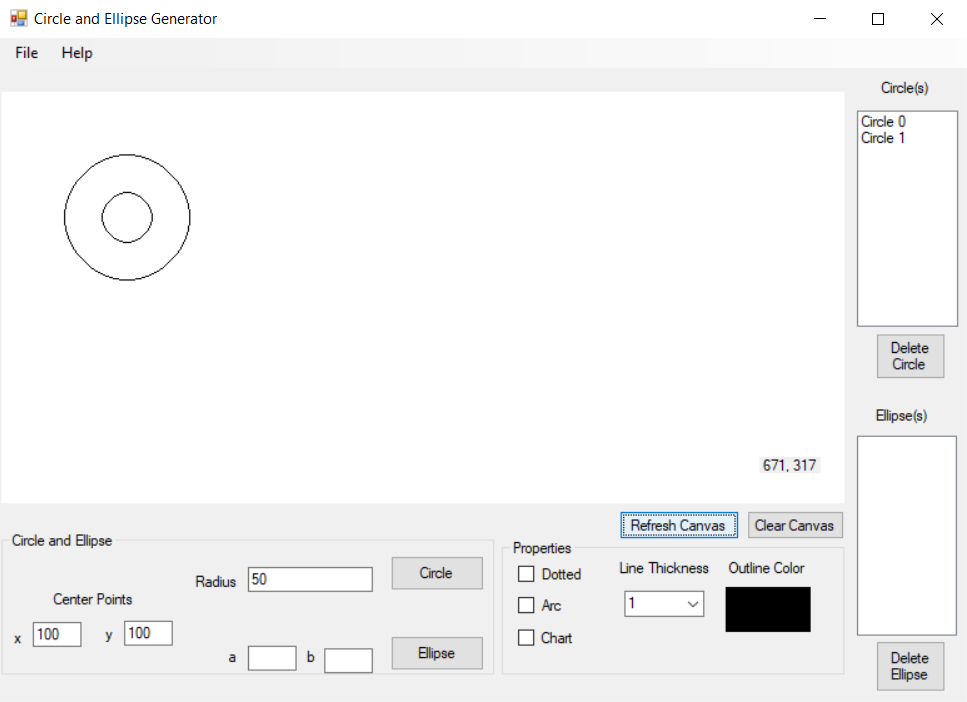 Circle and Ellipse Generator
File Help
Circle(s)
Circle 0
Circle 1
Delete
Circle
Ellipse(s)
671, 317
Refresh Canvas Clear Canvas
Circle and Ellipse
Radius 50 Circle
Center Points
x 100 y 100
a b Ellipse
Properties
Dotted Line Thickness Outline Color
Arc 1
Chart
Delete
Ellipse